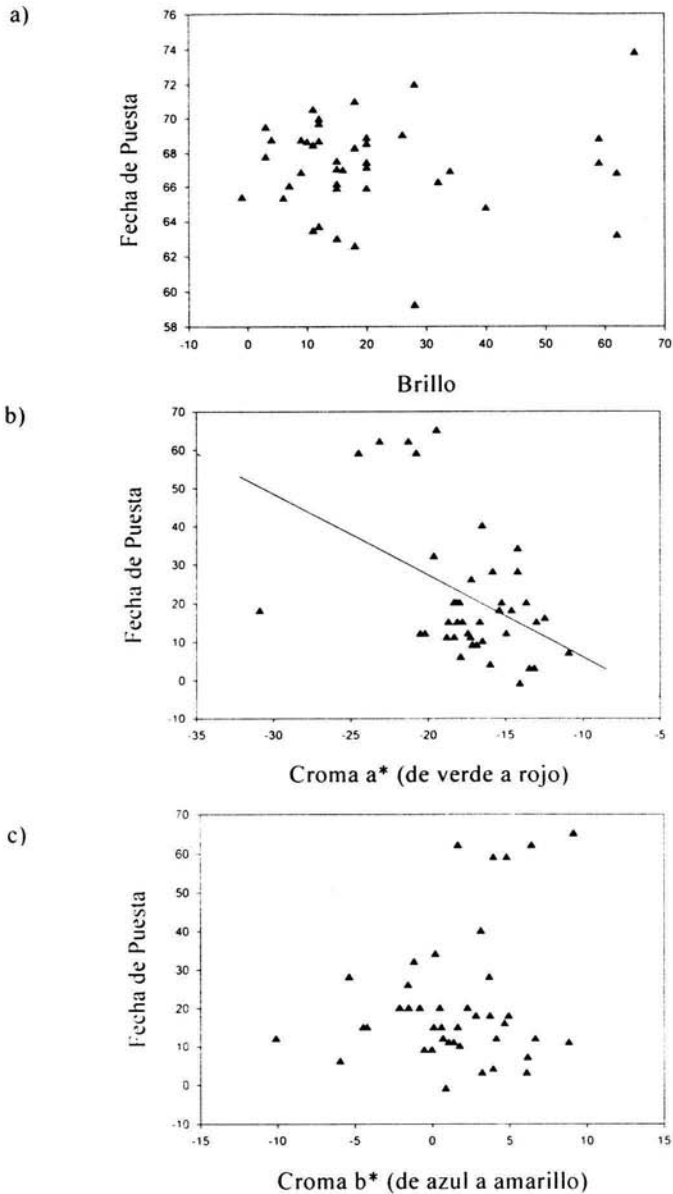 a)
76
74
72
70
68
66
64
62
60
58
Fecha de Puesta
-10 0 10 20 30 40 50 60 70
Brillo
b)
70
60
50
40
30
20
10
0
-10
Fecha de Puesta
-35 -30 -25 -20 -15 -10 -5
Croma a* (de verde a rojo)
c)
70
60
50
40
30
20
10
0
-10
Fecha de Puesta
-15 -10 -5 0 5 10 15
Croma b* (de azul a amarillo)